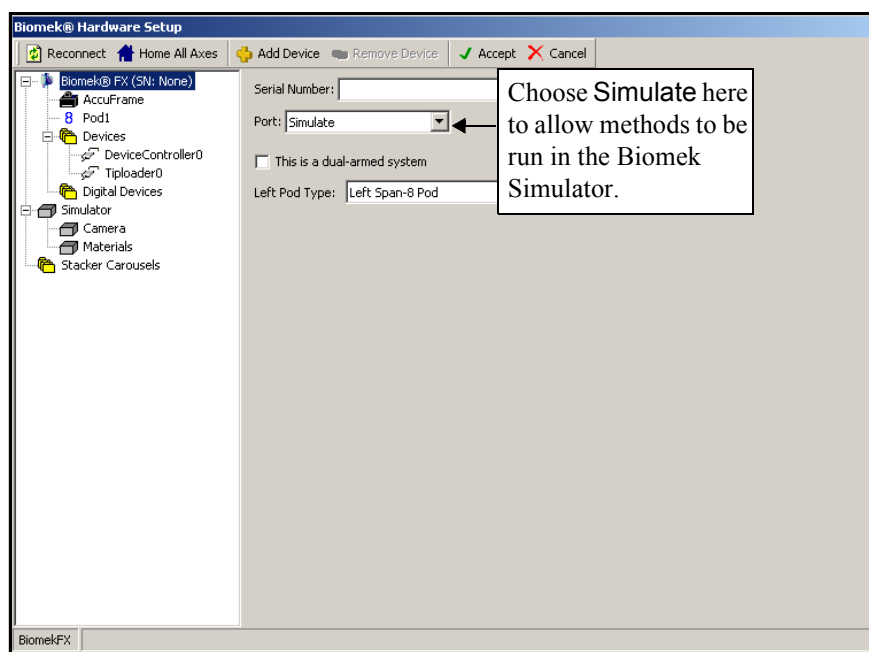 Biomek® Hardware Setup
Reconnect Home All Axes Add Device Remove Device Accept Cancel
Biomek® FX (SN: None)
AccuFrame
8 Pod1
Devices
DeviceController0
Tiploader0
Digital Devices
Simulator
Camera
Materials
Stacker Carousels
Serial Number:
Port: Simulate
This is a dual-armed system
Left Pod Type: Left Span-8 Pod
Choose Simulate here
to allow methods to be
run in the Biomek
Simulator.
BiomekFX